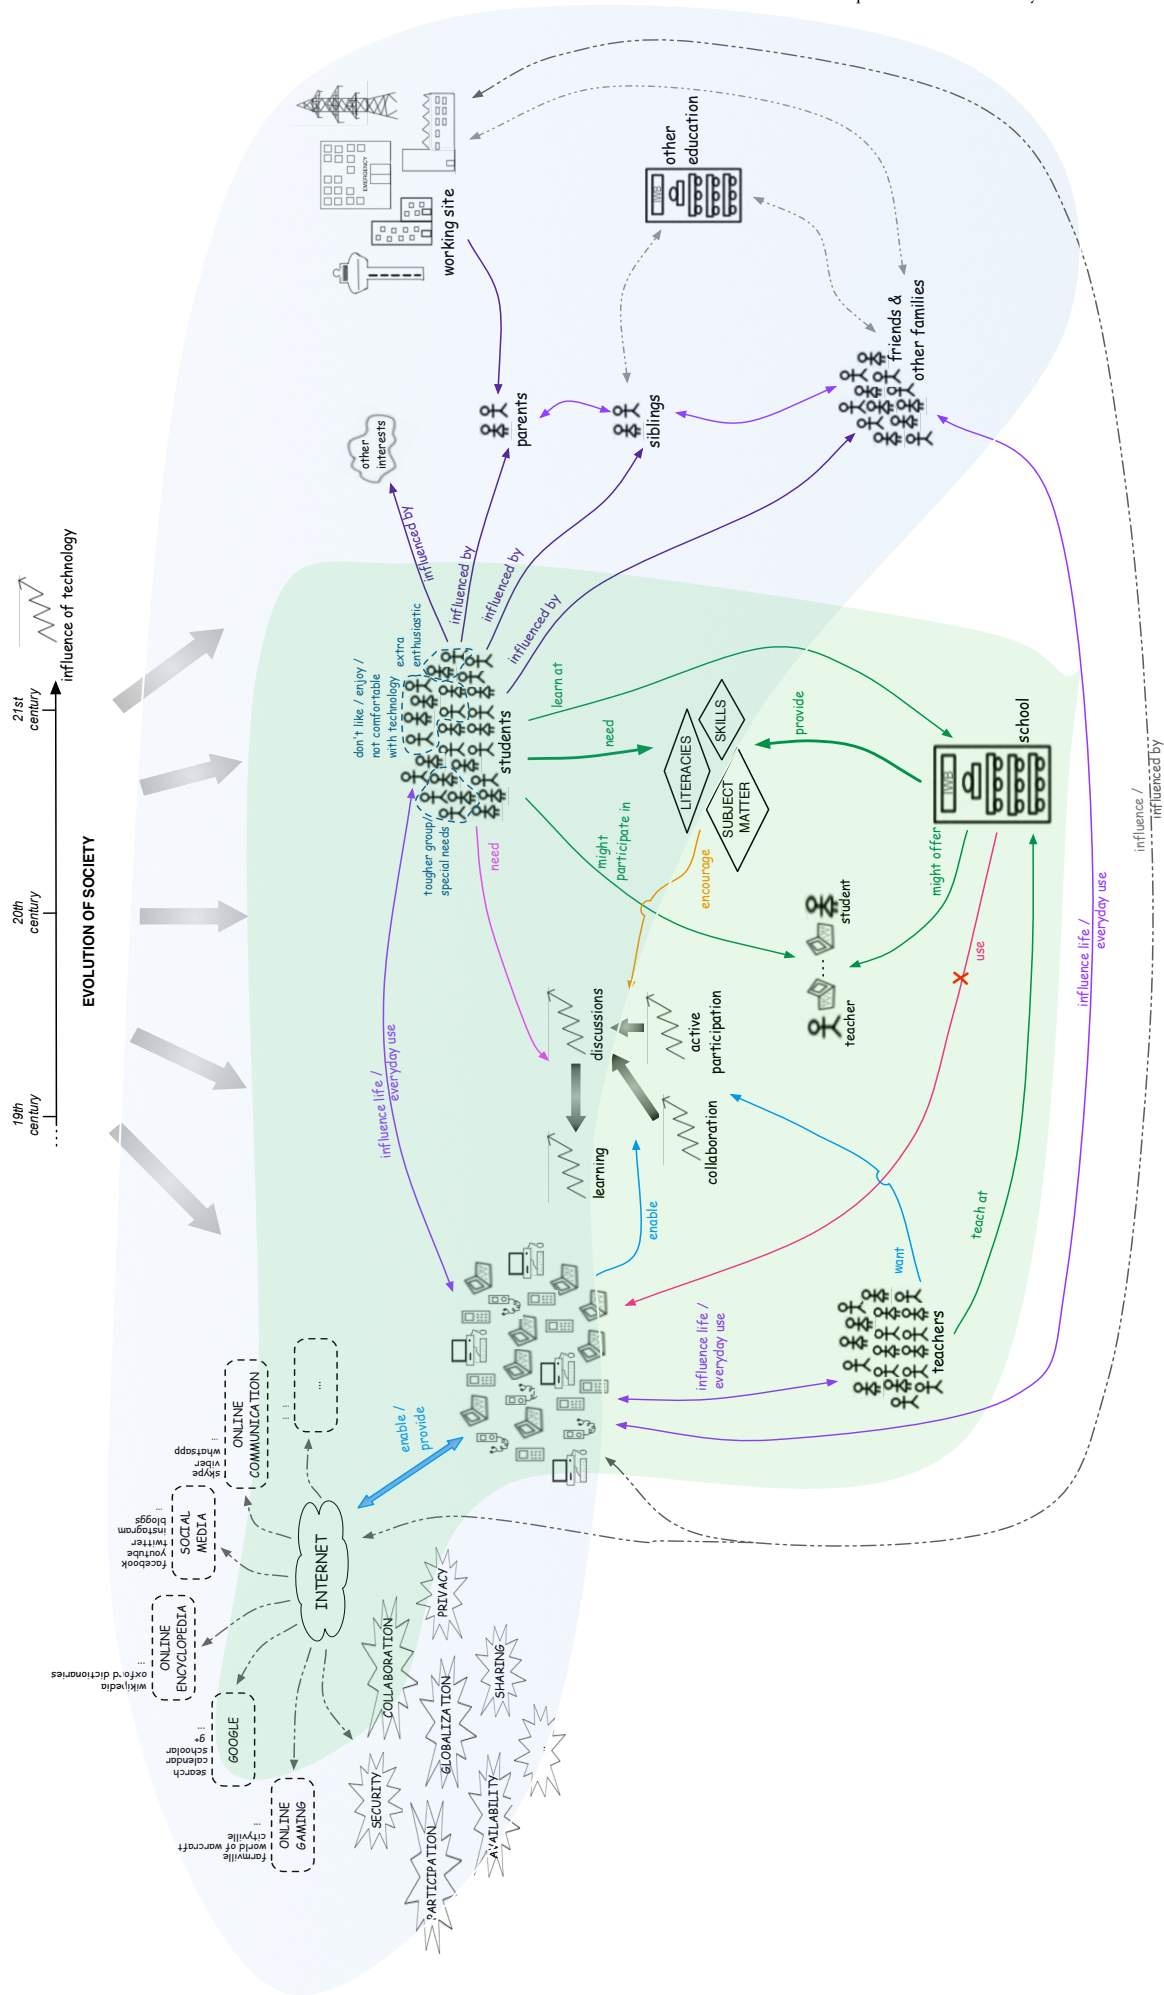 19th
century
20th
century
21st
century
influence of technology
EVOLUTION OF SOCIETY
farmville
world of warcraft
cityville
...
ONLINE
GAMING
search
calendar
schoolar
g+
...
GOOGLE
wikipedia
oxford dictionaries
...
ONLINE
ENCYCLOPEDIA
facebook
youtube
twitter
instagram
bloggs
...
SOCIAL
MEDIA
skype
viber
whatsapp
...
ONLINE
COMMUNICATION
...
...
INTERNET
SECURITY
COLLABORATION
PARTICIPATION
GLOBALIZATION
PRIVACY
AVAILABILITY
SHARING
...
enable /
provide
influence life /
everyday use
tougher group/
special needs
don't like / enjoy /
not comfortable
with technology
extra
enthusiastic
students
influenced by
influenced by
influenced by
influenced by
other
interests
parents
siblings
friends &
other families
working site
EMERGENCY
other
education
IWB
need
need
learn at
might
participate in
LITERACIES
SKILLS
SUBJECT
MATTER
provide
encourage
learning
discussions
collaboration
active
participation
enable
teacher
student
might offer
use
school
IWB
want
teach at
teachers
influence life /
everyday use
influence life /
everyday use
influence /
influenced by